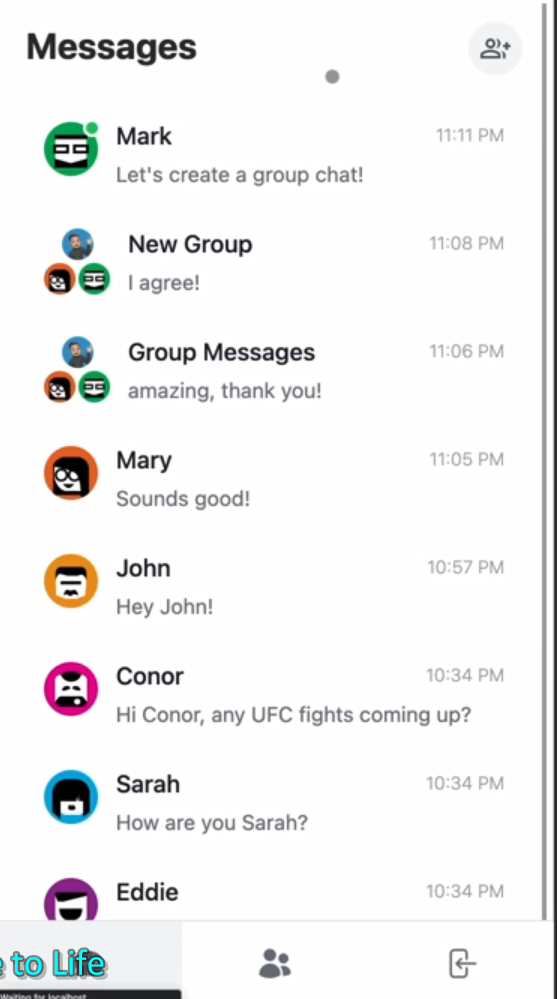 Messages
Mark 11:11 PM
Let's create a group chat!
New Group 11:08 PM
I agree!
Group Messages 11:06 PM
amazing, thank you!
Mary 11:05 PM
Sounds good!
John 10:57 PM
Hey John!
Conor 10:34 PM
Hi Conor, any UFC fights coming up?
Sarah 10:34 PM
How are you Sarah?
Eddie 10:34 PM
e to Life
Waiting for localhost